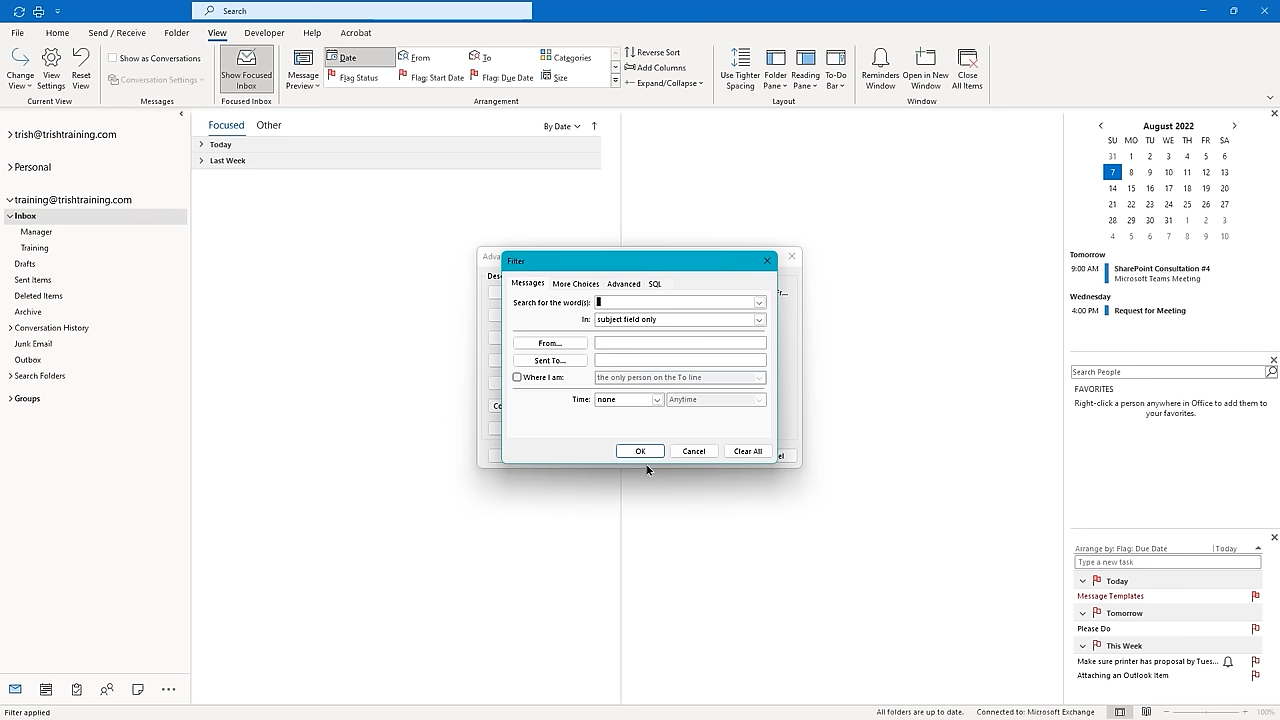 Search
File Home Send / Receive Folder View Developer Help Acrobat
Change View
View Settings
Reset View
Current View
Show as Conversations
Conversation Settings
Messages
Show Focused Inbox
Focused Inbox
Message Preview
Date From To Categories
Flag Status Flag: Start Date Flag: Due Date Size
Reverse Sort
Add Columns
Expand/Collapse
Arrangement
Use Tighter Spacing
Folder Pane
Reading Pane
To-Do Bar
Layout
Reminders Window
Open in New Window
Close All Items
Window
trish@trishtraining.com
Personal
training@trishtraining.com
Inbox
Manager
Training
Drafts
Sent Items
Deleted Items
Archive
Conversation History
Junk Email
Outbox
Search Folders
Groups
Focused Other By Date
Today
Last Week
Adva
Des
Co
Fr...
el
Filter
Messages More Choices Advanced SQL
Search for the word(s):
In: subject field only
From...
Sent To...
Where I am: the only person on the To line
Time: none Anytime
OK Cancel Clear All
August 2022
SU MO TU WE TH FR SA
31 1 2 3 4 5 6
7 8 9 10 11 12 13
14 15 16 17 18 19 20
21 22 23 24 25 26 27
28 29 30 31 1 2 3
4 5 6 7 8 9 10
Tomorrow
9:00 AM SharePoint Consultation #4
Microsoft Teams Meeting
Wednesday
4:00 PM Request for Meeting
Search People
FAVORITES
Right-click a person anywhere in Office to add them to
your favorites.
Arrange by: Flag: Due Date Today
Type a new task
Today
Message Templates
Tomorrow
Please Do
This Week
Make sure printer has proposal by Tues...
Attaching an Outlook Item
Filter applied
All folders are up to date. Connected to: Microsoft Exchange 100%